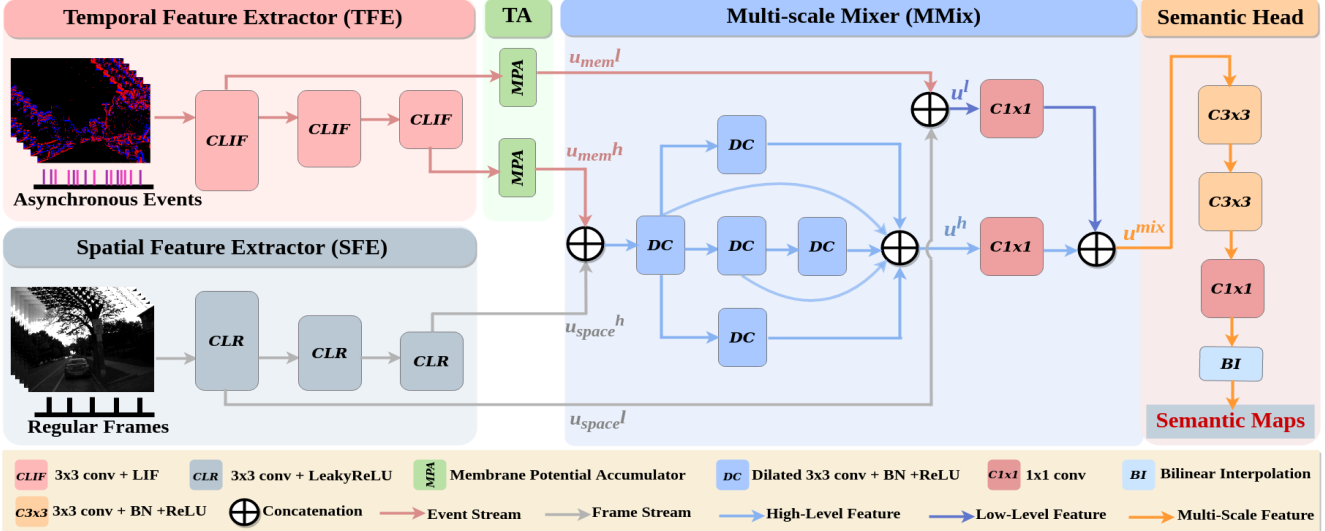 Temporal Feature Extractor (TFE)
TA
Multi-scale Mixer (MMix)
Semantic Head
CLIF
CLIF
CLIF
Asynchronous Events
MPA
MPA
u_mem^l
u_mem^h
Spatial Feature Extractor (SFE)
CLR
CLR
CLR
Regular Frames
u_space^h
u_space^l
DC
DC
DC
DC
DC
u^l
C1x1
u^h
C1x1
u^mix
C3x3
C3x3
C1x1
BI
Semantic Maps
CLIF 3x3 conv + LIF
CLR 3x3 conv + LeakyReLU
MPA Membrane Potential Accumulator
DC Dilated 3x3 conv + BN +ReLU
C1x1 1x1 conv
BI Bilinear Interpolation
C3x3 3x3 conv + BN +ReLU
Concatenation
Event Stream
Frame Stream
High-Level Feature
Low-Level Feature
Multi-Scale Feature